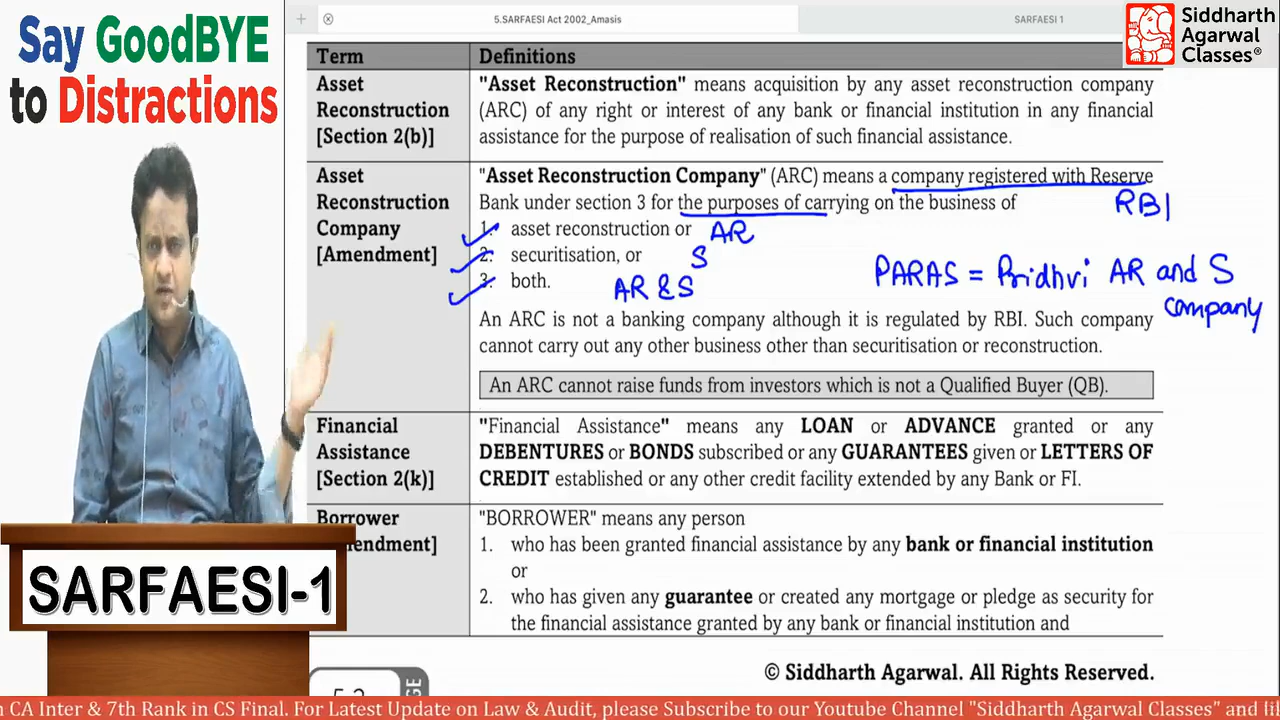 Say GoodBYE
to Distractions
5.SARFAESI Act 2002_Amasis
SARFAESI 1
Siddharth
Agarwal
Classes®
Term
Definitions
Asset
Reconstruction
[Section 2(b)]
"Asset Reconstruction" means acquisition by any asset reconstruction company
(ARC) of any right or interest of any bank or financial institution in any financial
assistance for the purpose of realisation of such financial assistance.
Asset
Reconstruction
Company
[Amendment]
"Asset Reconstruction Company" (ARC) means a company registered with Reserve
Bank under section 3 for the purposes of carrying on the business of
RBI
1. asset reconstruction or AR
2. securitisation, or S
3. both. AR & S
PARAS = Pridhvi AR and S
company
An ARC is not a banking company although it is regulated by RBI. Such company
cannot carry out any other business other than securitisation or reconstruction.
An ARC cannot raise funds from investors which is not a Qualified Buyer (QB).
Financial
Assistance
[Section 2(k)]
"Financial Assistance" means any LOAN or ADVANCE granted or any
DEBENTURES or BONDS subscribed or any GUARANTEES given or LETTERS OF
CREDIT established or any other credit facility extended by any Bank or FI.
Borrower
endment]
"BORROWER" means any person
1. who has been granted financial assistance by any bank or financial institution
or
2. who has given any guarantee or created any mortgage or pledge as security for
the financial assistance granted by any bank or financial institution and
SARFAESI-1
© Siddharth Agarwal. All Rights Reserved.
CA Inter & 7th Rank in CS Final. For Latest Update on Law & Audit, please Subscribe to our Youtube Channel "Siddharth Agarwal Classes" and